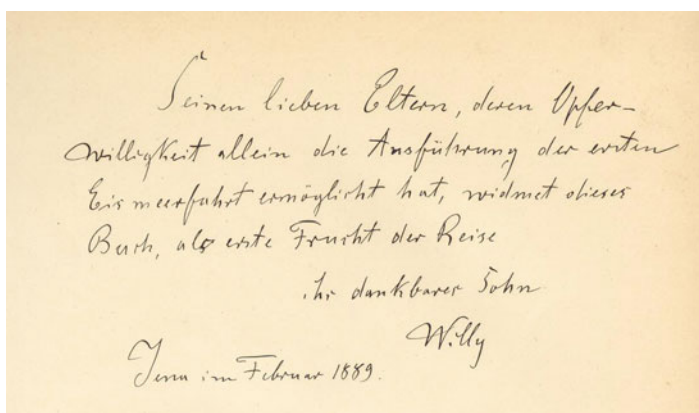 Seinen lieben Eltern, deren Opfer-
willigkeit allein die Ausführung der ersten
Eismeerfahrt ermöglicht hat, widmet dieses
Buch, als erste Frucht der Reise
ihr dankbarer Sohn
Willy
Jena im Februar 1889.